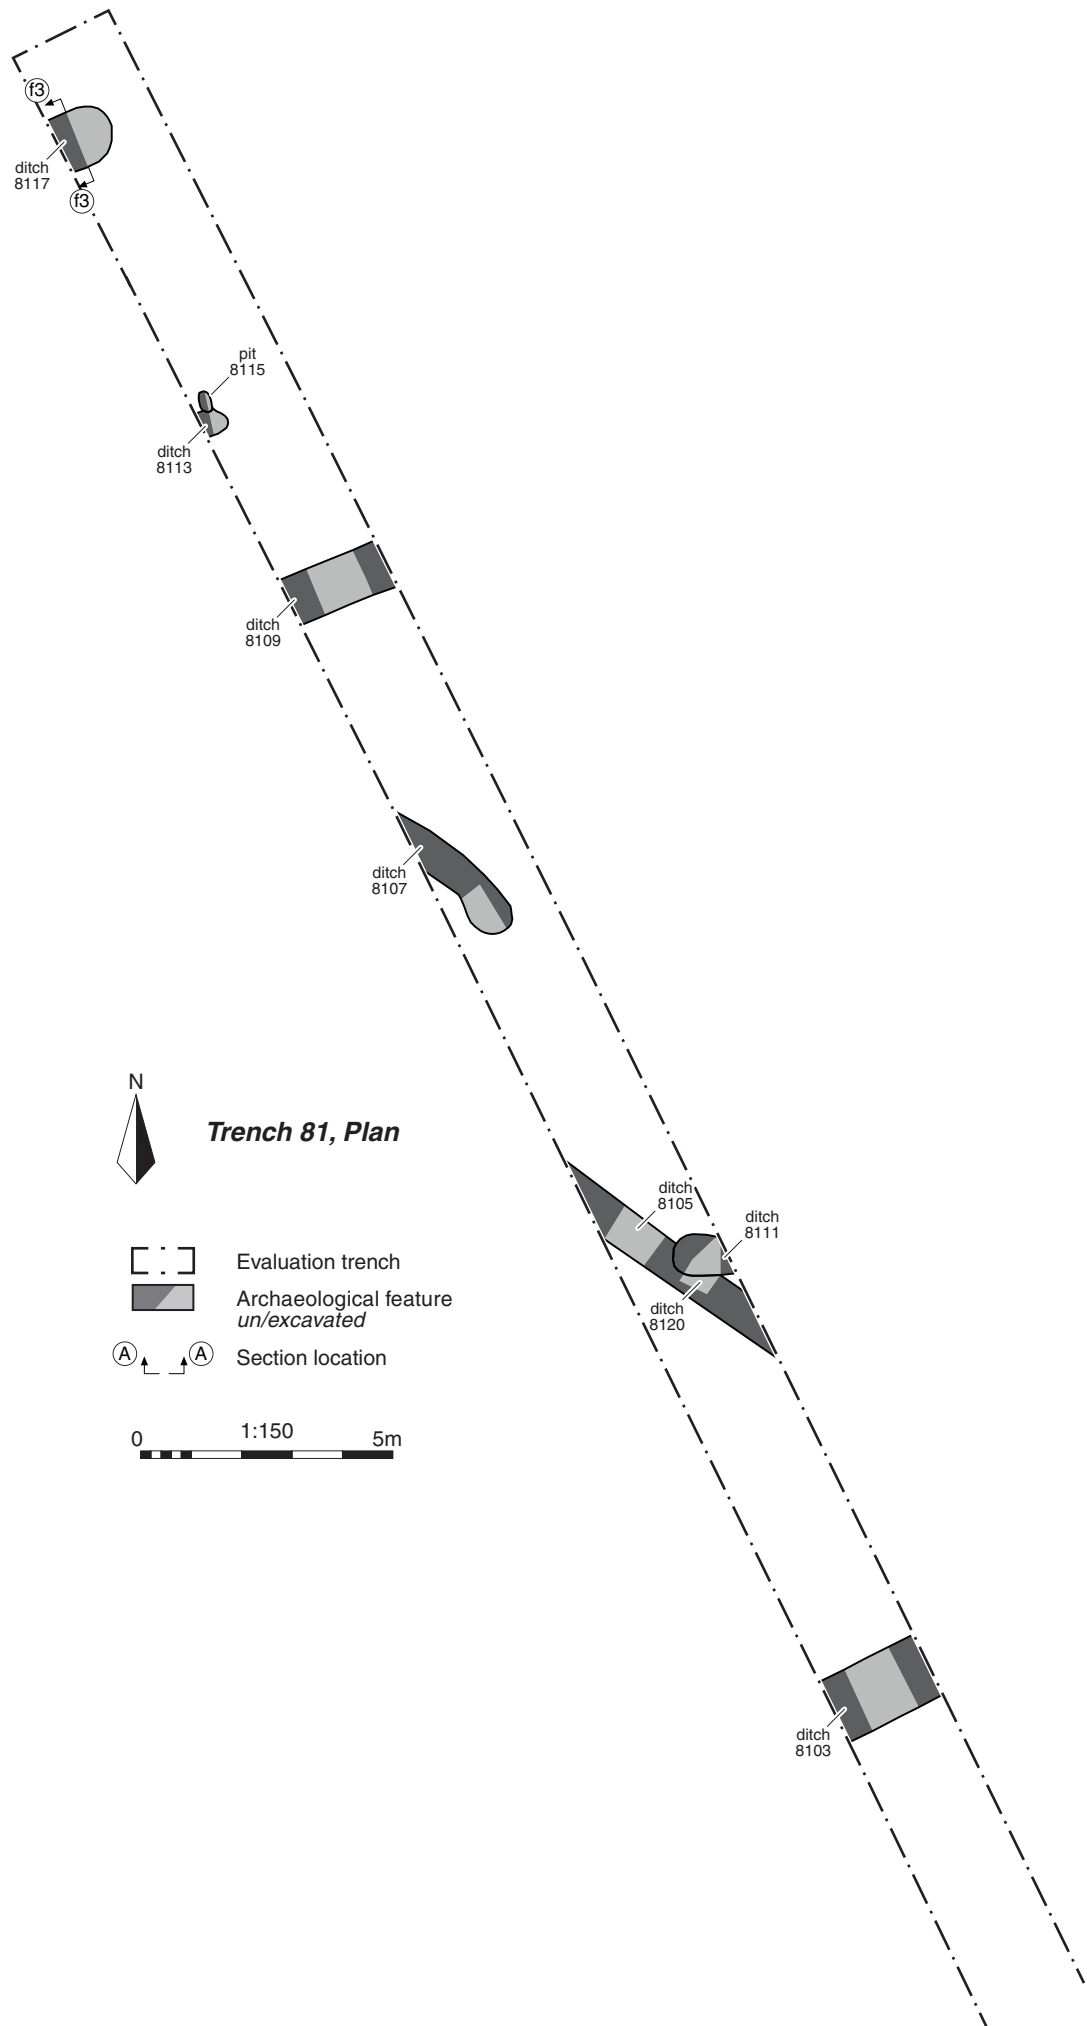 f3
ditch
8117
f3
pit
8115
ditch
8113
ditch
8109
ditch
8107
N
Trench 81, Plan
ditch
8105
ditch
8111
ditch
8120
Evaluation trench
Archaeological feature
un/excavated
A A Section location
0 1:150 5m
ditch
8103